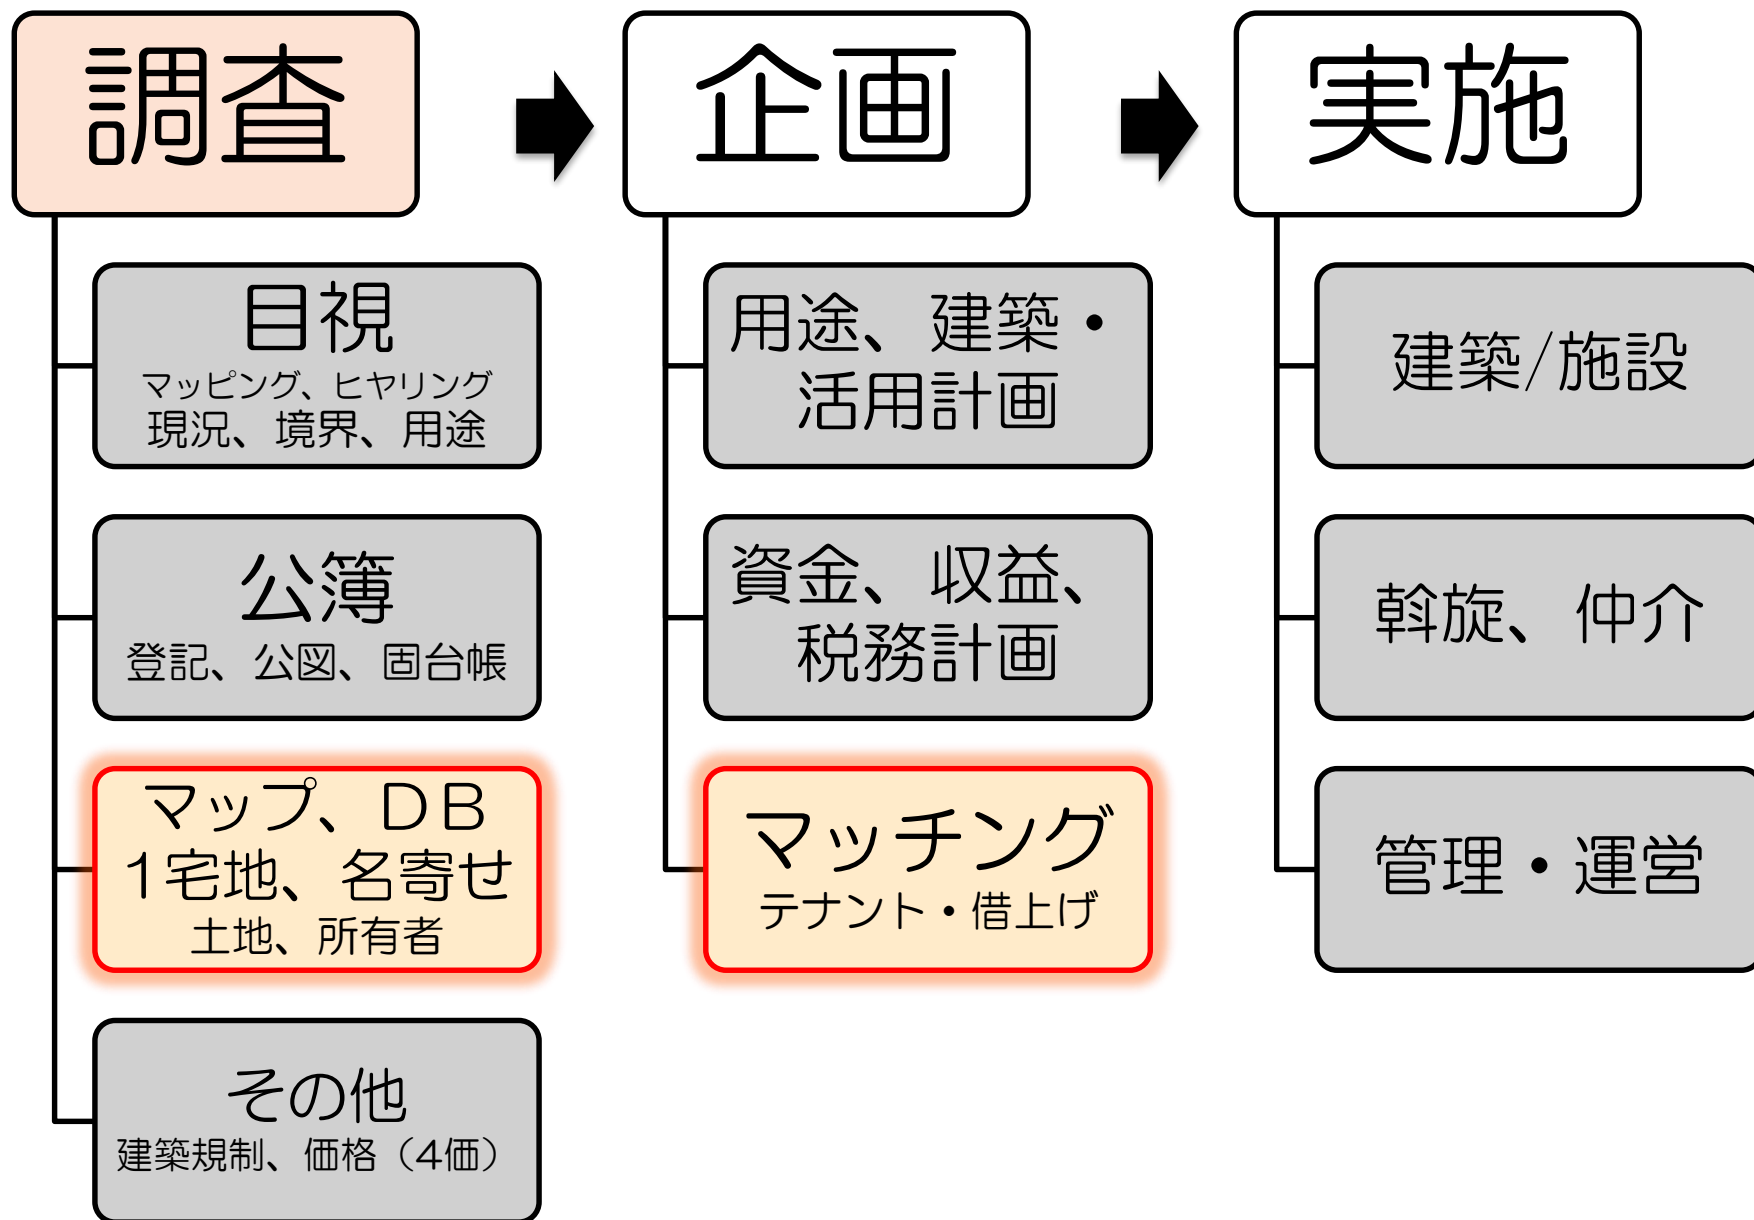 調査
目視
マッピング、ヒヤリング
現況、境界、用途
公簿
登記、公図、固台帳
マップ、ＤＢ
1宅地、名寄せ
土地、所有者
その他
建築規制、価格（4価）
企画
用途、建築・
活用計画
資金、収益、
税務計画
マッチング
テナント・借上げ
実施
建築/施設
斡旋、仲介
管理・運営